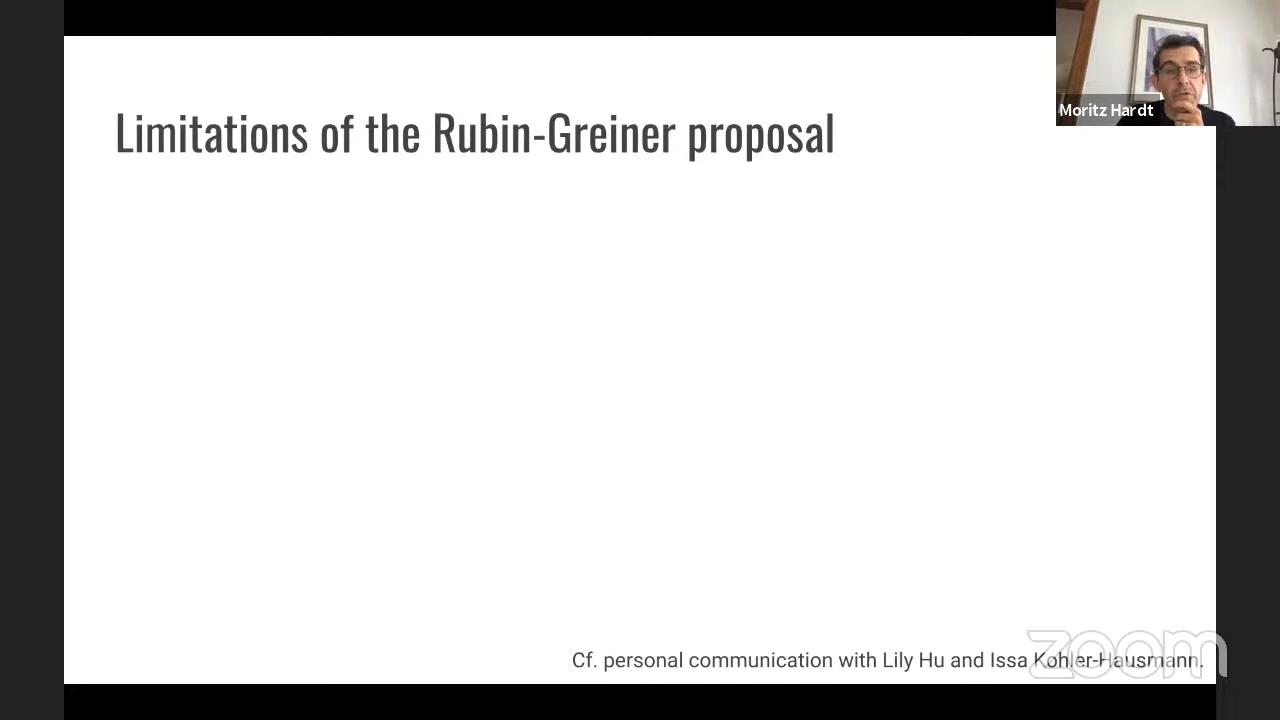 Limitations of the Rubin-Greiner proposal
Moritz Hardt
Cf. personal communication with Lily Hu and Issa Kohler-Hausmann.
zoom